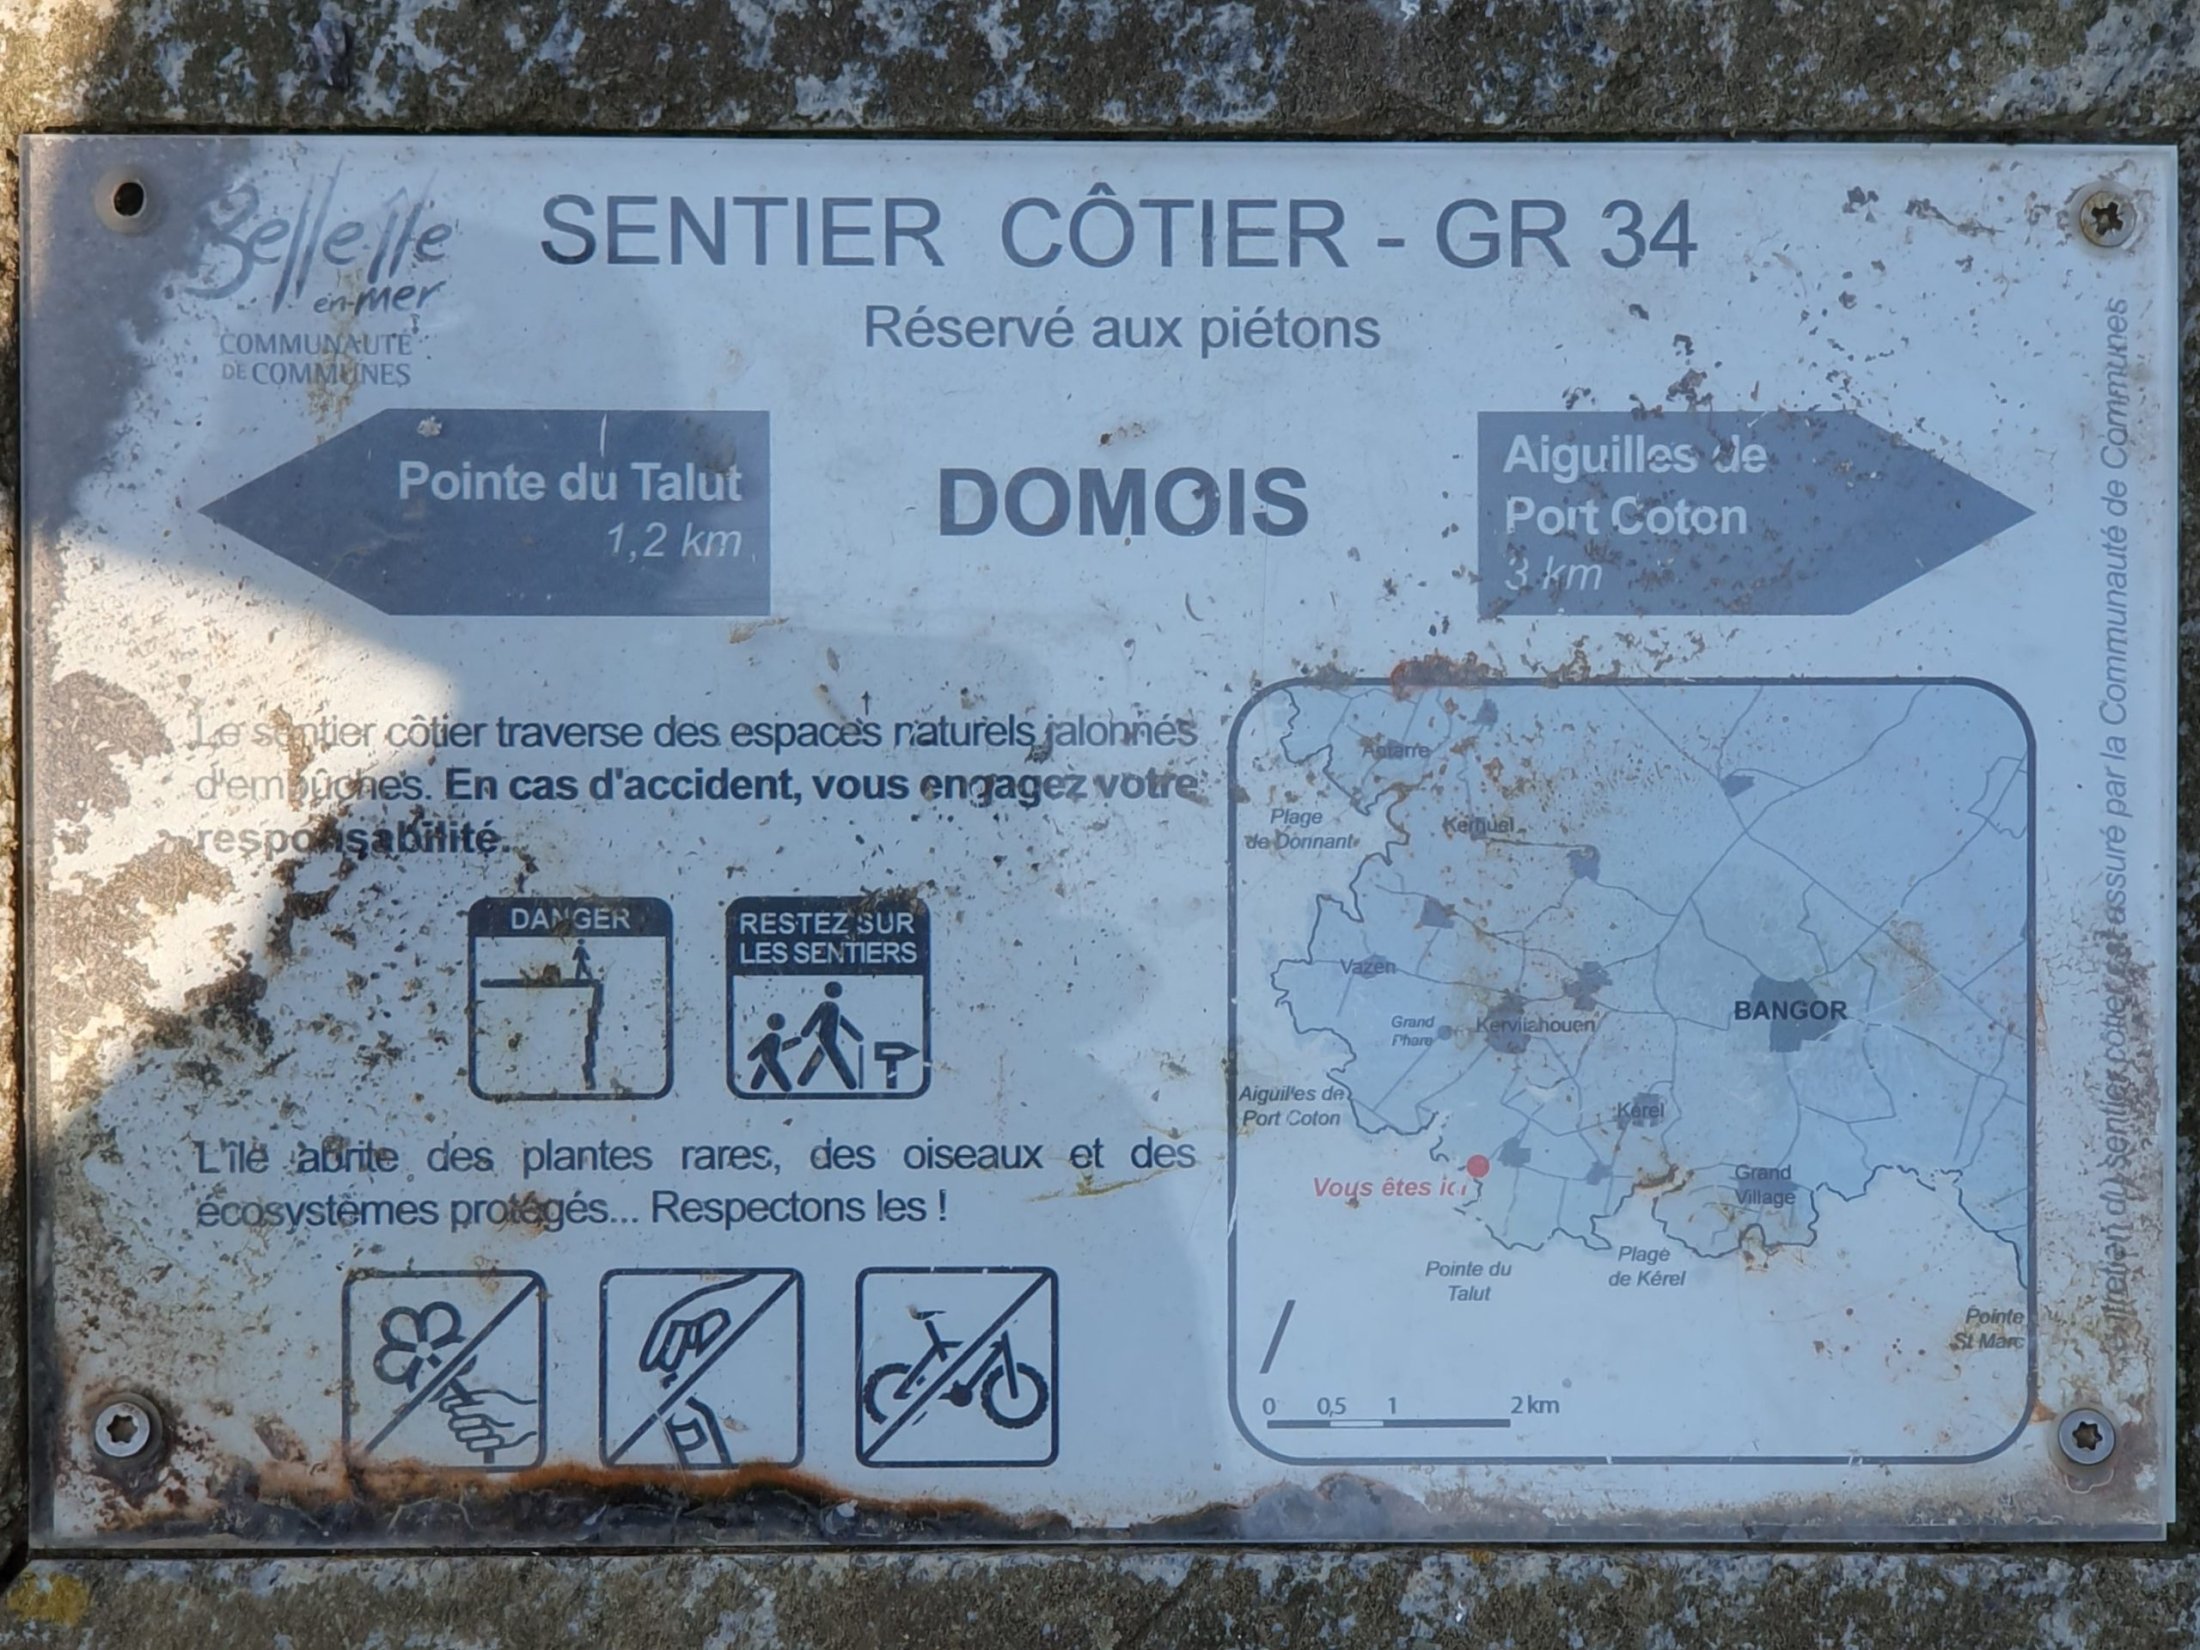 Belle-Île
en-mer
COMMUNAUTÉ
DE COMMUNES
SENTIER CÔTIER - GR 34
Réservé aux piétons
Pointe du Talut
1,2 km
DOMOIS
Aiguilles de
Port Coton
3 km
Le sentier côtier traverse des espaces naturels jalonnés
d'embûches. En cas d'accident, vous engagez votre
responsabilité.
DANGER
RESTEZ SUR
LES SENTIERS
L'île abrite des plantes rares, des oiseaux et des
écosystèmes protégés... Respectons les !
Anterre
Plage
de Donnant
Kerhuel
Vazen
Grand
Phare
Kervilahouen
BANGOR
Aiguilles de
Port Coton
Kérel
Vous êtes ici
Grand
Village
Pointe du
Talut
Plage
de Kérel
Pointe
St Marc
0 0,5 1 2 km
L'entretien du sentier côtier est assuré par la Communauté de Communes